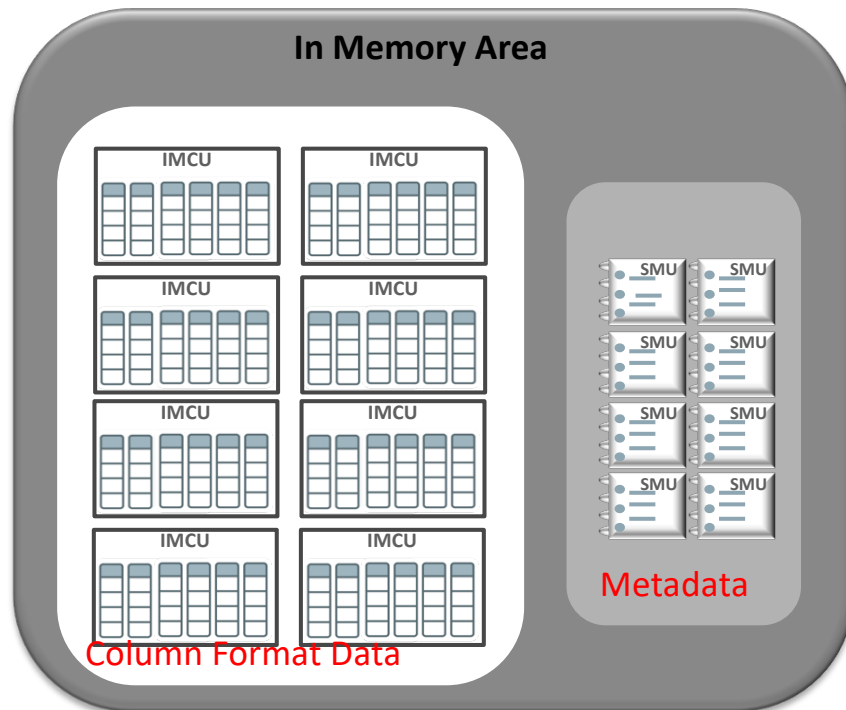 In Memory Area
IMCU
IMCU
IMCU
IMCU
IMCU
IMCU
IMCU
IMCU
Column Format Data
SMU
SMU
SMU
SMU
SMU
SMU
SMU
SMU
Metadata